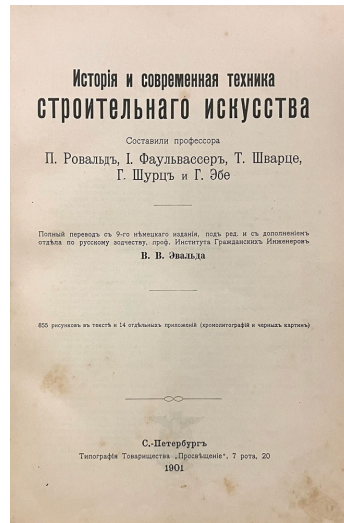 Исторія и современная техника
строительнаго искусства
Составили профессора
П. Ровальдъ, І. Фаульвассеръ, Т. Шварце,
Г. Шурцъ и Г. Эбе
Полный переводъ съ 9-го нѣмецкаго изданія, подъ ред. и съ дополненіемъ
отдѣла по русскому зодчеству, проф. Института Гражданскихъ Инженеровъ
В. В. Эвальда
855 рисунковъ въ текстѣ и 14 отдѣльныхъ приложеній (хромолитографій и черныхъ картинъ)
С.-Петербургъ
Типографія Товарищества „Просвѣщеніе“, 7 рота, 20
1901